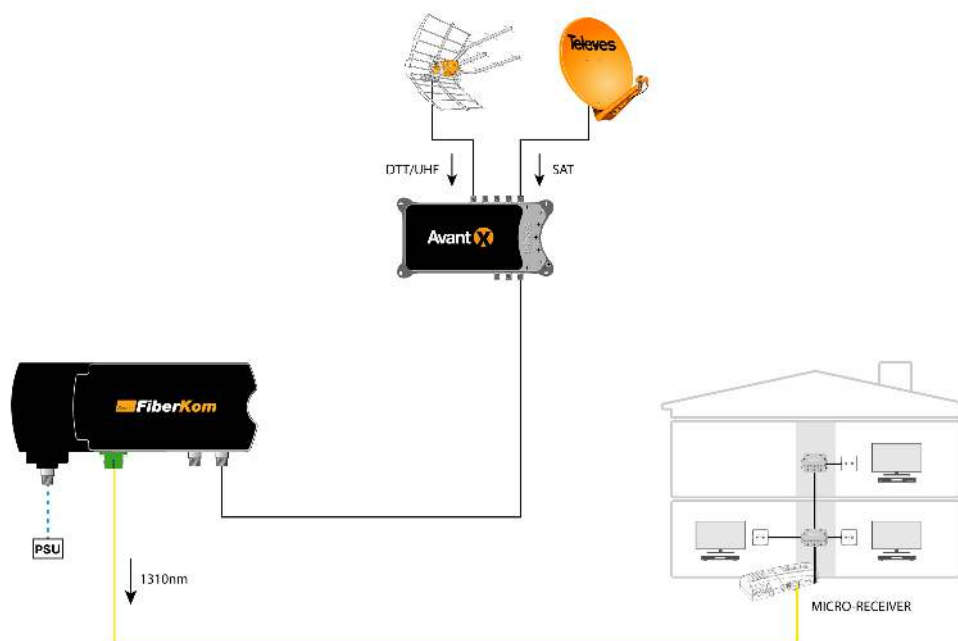 Televes
DTT/UHF
SAT
Avant X
FiberKom
PSU
1310nm
MICRO-RECEIVER